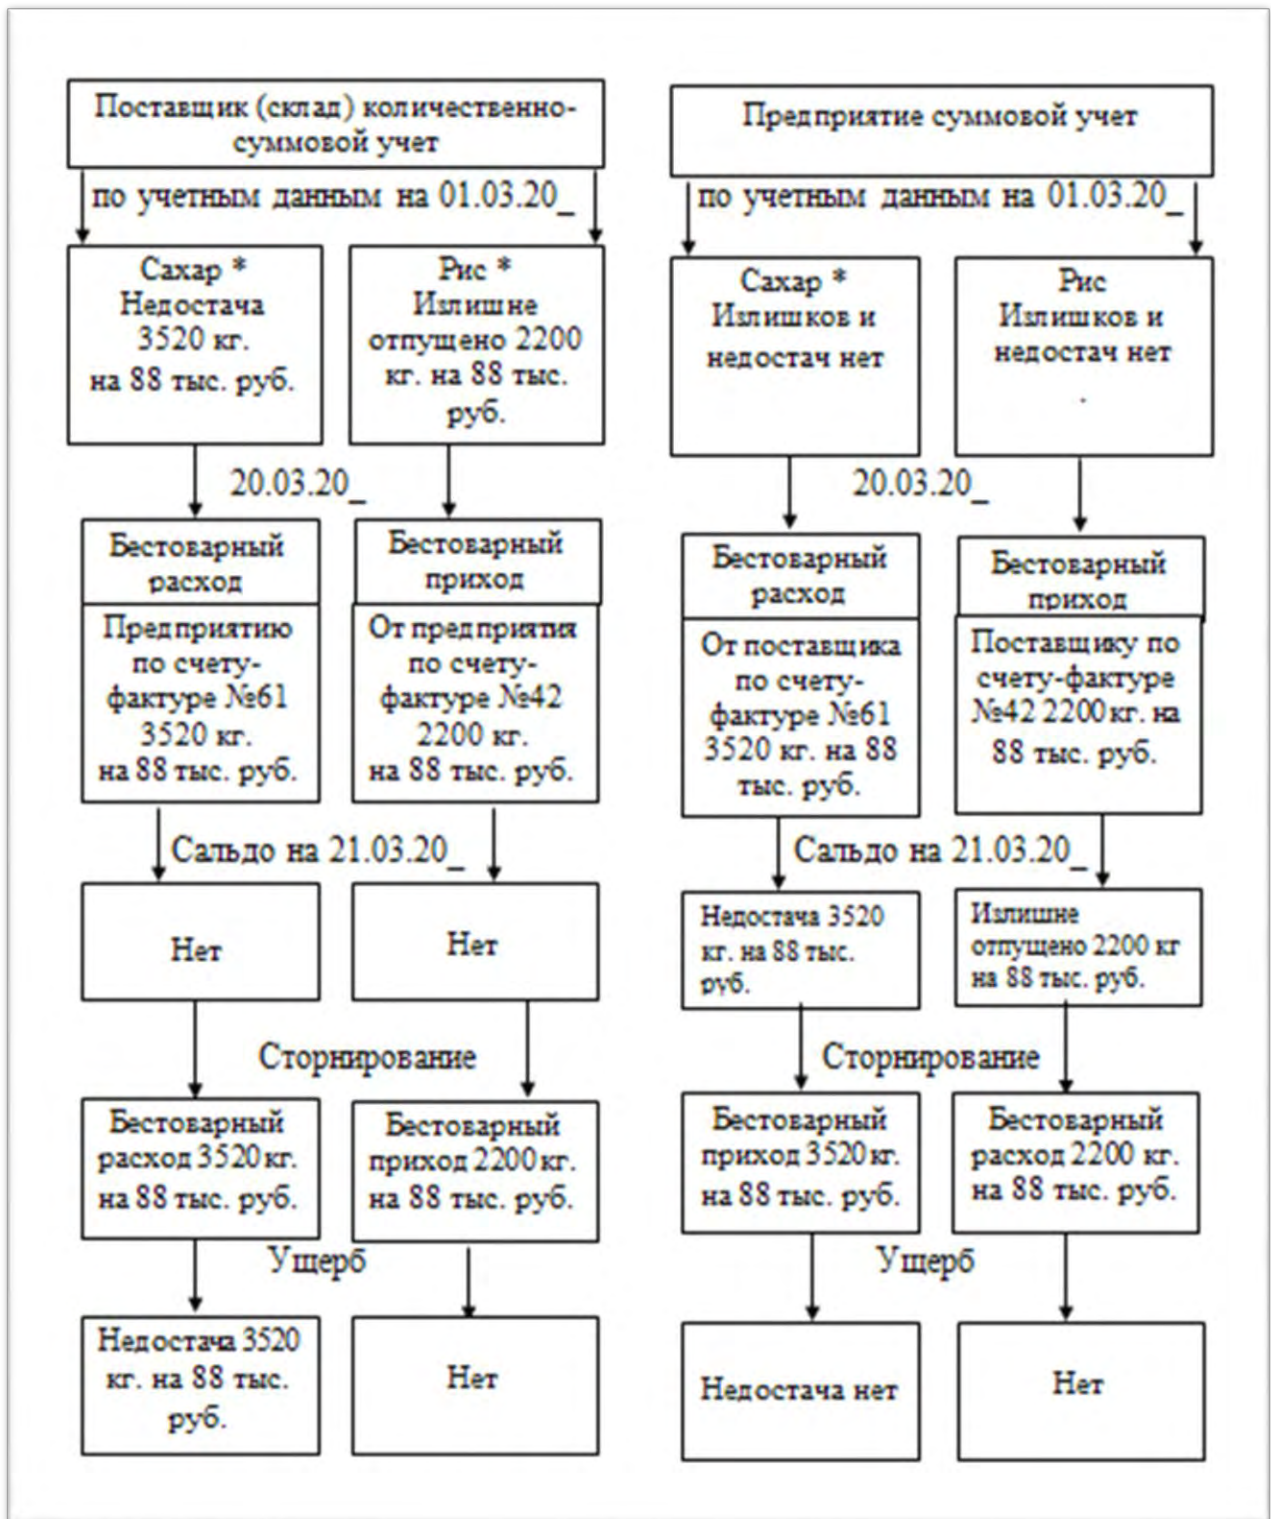 Поставщик (склад) количественно-
суммовой учет
Предприятие суммовой учет
по учетным данным на 01.03.20_
по учетным данным на 01.03.20_
Сахар *
Недостача
3520 кг.
на 88 тыс. руб.
Рис *
Излишне
отпущено 2200
кг. на 88 тыс.
руб.
Сахар *
Излишков и
недостач нет
Рис
Излишков и
недостач нет
.
20.03.20_
20.03.20_
Бестоварный
расход
Бестоварный
приход
Бестоварный
расход
Бестоварный
приход
Предприятию
по счету-
фактуре №61
3520 кг.
на 88 тыс. руб.
От предприятия
по счету-
фактуре №42
2200 кг.
на 88 тыс. руб.
От поставщика
по счету-
фактуре №61
3520 кг. на 88
тыс. руб.
Поставщику по
счету-фактуре
№42 2200 кг. на
88 тыс. руб.
Сальдо на 21.03.20_
Сальдо на 21.03.20_
Нет
Нет
Недостача 3520
кг. на 88 тыс.
руб.
Излишне
отпущено 2200 кг
на 88 тыс. руб.
Сторнирование
Сторнирование
Бестоварный
расход 3520 кг.
на 88 тыс. руб.
Бестоварный
приход 2200 кг.
на 88 тыс. руб.
Бестоварный
приход 3520 кг.
на 88 тыс. руб.
Бестоварный
расход 2200 кг.
на 88 тыс. руб.
Ущерб
Ущерб
Недостача 3520
кг. на 88 тыс.
руб.
Нет
Недостача нет
Нет